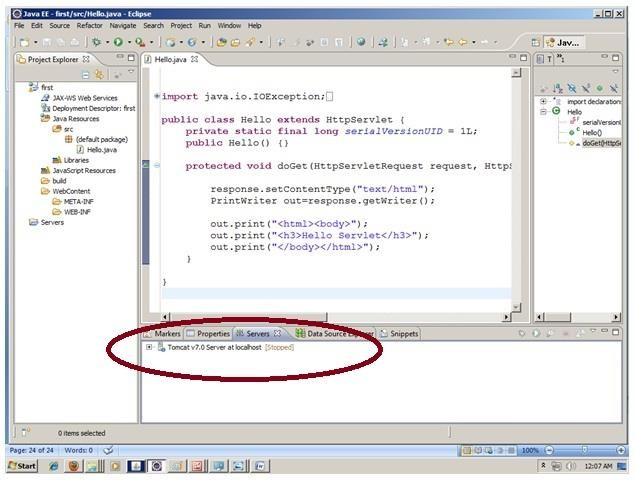 Java EE - first/src/Hello.java - Eclipse
File Edit Source Refactor Navigate Search Project Run Window Help
Jav...
Project Explorer
Hello.java
first
JAX-WS Web Services
Deployment Descriptor: first
Java Resources
src
(default package)
Hello.java
Libraries
JavaScript Resources
build
WebContent
META-INF
WEB-INF
Servers
import java.io.IOException;
public class Hello extends HttpServlet {
private static final long serialVersionUID = 1L;
public Hello() {}
protected void doGet(HttpServletRequest request, HttpS
response.setContentType("text/html");
PrintWriter out=response.getWriter();
out.print("<html><body>");
out.print("<h3>Hello Servlet</h3>");
out.print("</body></html>");
}
}
import declarations
Hello
serialVersionU
Hello()
doGet(HttpSe
Markers Properties Servers Data Source Explorer Snippets
Tomcat v7.0 Server at localhost [Stopped]
0 items selected
Page: 24 of 24 Words: 0 100%
Start 12:07 AM